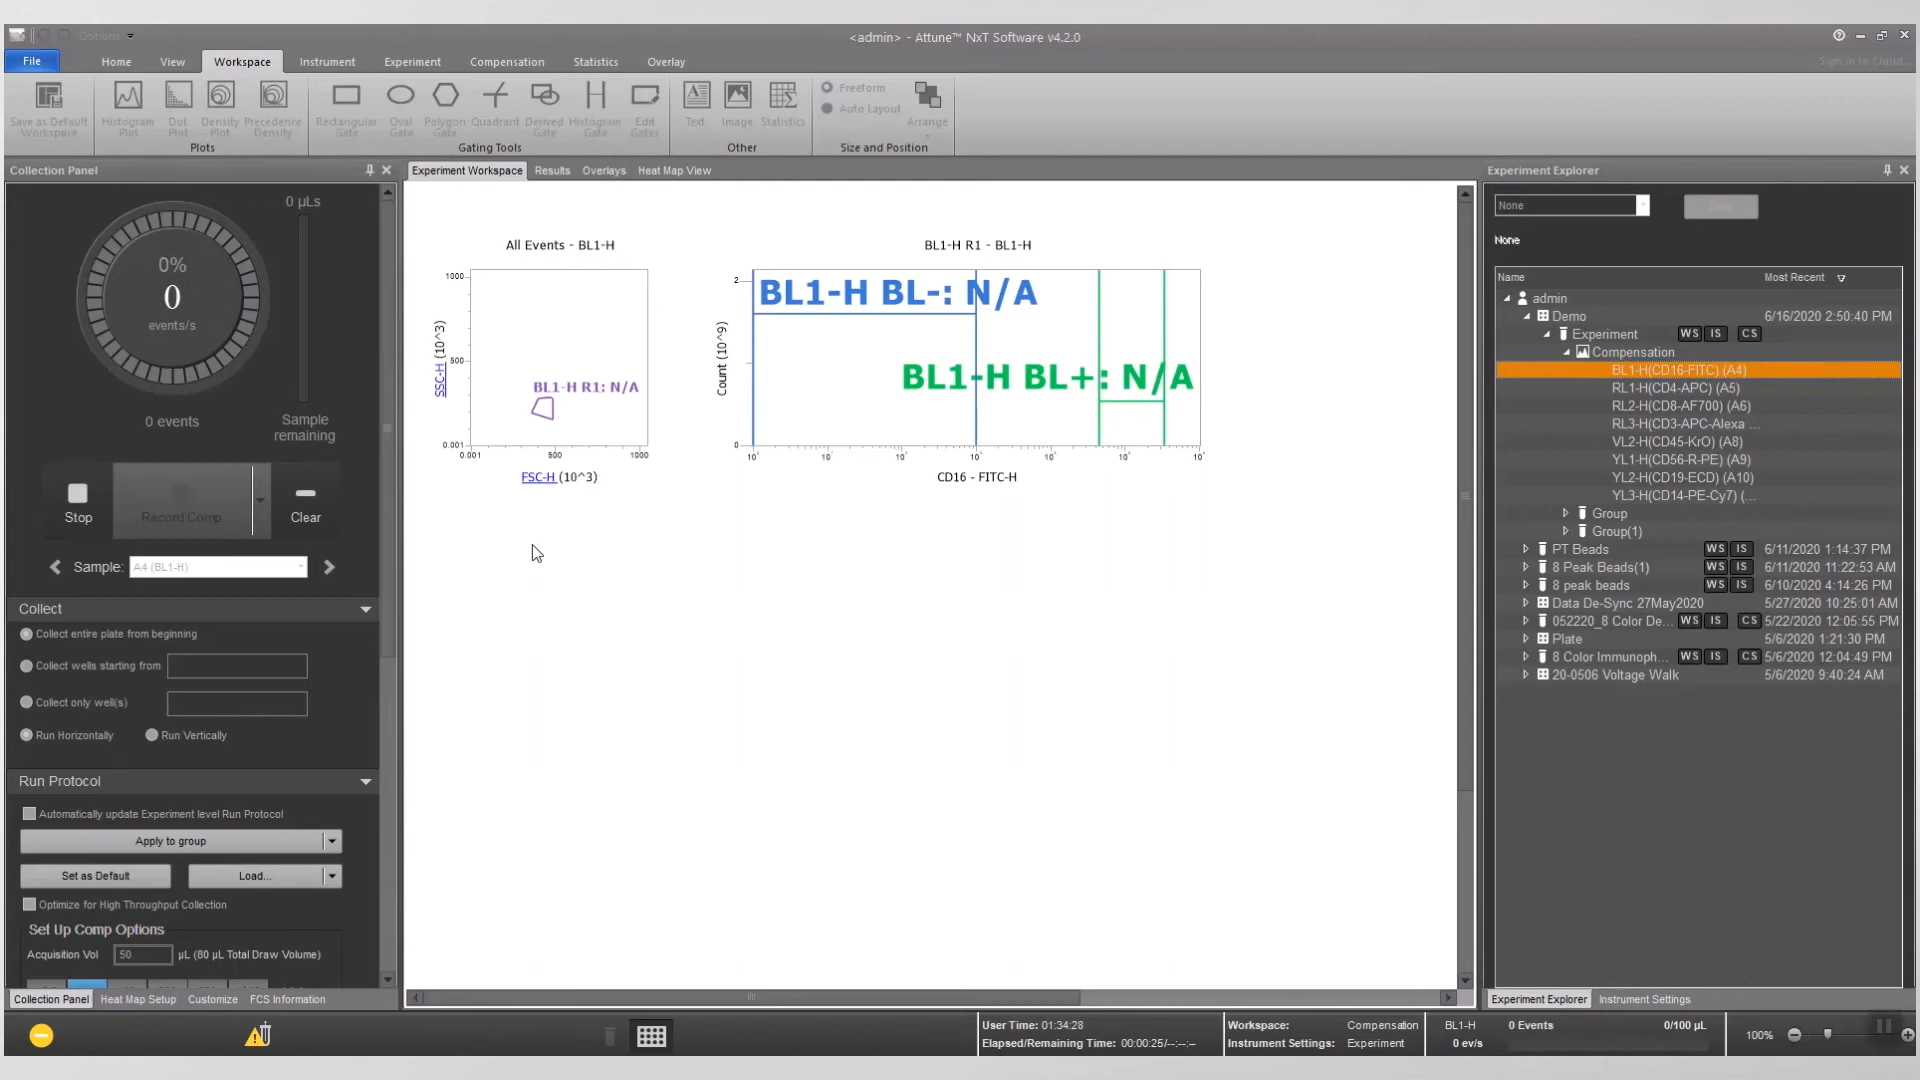 Options
<admin> - Attune™ NxT Software v4.2.0
File Home View Workspace Instrument Experiment Compensation Statistics Overlay
Sign in to Cloud...
Save as Default Workspace
Histogram Plot
Dot Plot
Density Plot
Precedence Density
Plots
Rectangular Gate
Oval Gate
Polygon Gate
Quadrant
Derived Gate
Histogram Gate
Edit Gates
Gating Tools
Text
Image
Statistics
Other
Freeform
Auto Layout
Arrange
Size and Position
Collection Panel
0 µLs
0%
0
events/s
0 events
Sample remaining
Stop
Record Comp
Clear
Sample: A4 (BL1-H)
Collect
Collect entire plate from beginning
Collect wells starting from
Collect only well(s)
Run Horizontally Run Vertically
Run Protocol
Automatically update Experiment level Run Protocol
Apply to group
Set as Default Load...
Optimize for High Throughput Collection
Set Up Comp Options
Acquisition Vol 50 µL (80 µL Total Draw Volume)
Collection Panel Heat Map Setup Customize FCS Information
Experiment Workspace Results Overlays Heat Map View
All Events - BL1-H
1000
500
0.001
SSC-H (10^3)
BL1-H R1: N/A
0.001 500 1000
FSC-H (10^3)
BL1-H R1 - BL1-H
2
0
Count (10^9)
BL1-H BL-: N/A
BL1-H BL+: N/A
CD16 - FITC-H
Experiment Explorer
None
None
Name Most Recent
admin
Demo 6/16/2020 2:50:40 PM
Experiment WS IS CS
Compensation
BL1-H(CD16-FITC) (A4)
RL1-H(CD4-APC) (A5)
RL2-H(CD8-AF700) (A6)
RL3-H(CD3-APC-Alexa ...
VL2-H(CD45-KrO) (A8)
YL1-H(CD56-R-PE) (A9)
YL2-H(CD19-ECD) (A10)
YL3-H(CD14-PE-Cy7) (...
Group
Group(1)
PT Beads WS IS 6/11/2020 1:14:37 PM
8 Peak Beads(1) WS IS 6/11/2020 11:22:53 AM
8 peak beads WS IS 6/10/2020 4:14:26 PM
Data De-Sync 27May2020 5/27/2020 10:25:01 AM
052220_8 Color De... WS IS CS 5/22/2020 12:05:55 PM
Plate 5/6/2020 1:21:30 PM
8 Color Immunoph... WS IS CS 5/6/2020 12:04:49 PM
20-0506 Voltage Walk 5/6/2020 9:40:24 AM
Experiment Explorer Instrument Settings
User Time: 01:34:28
Elapsed/Remaining Time: 00:00:25/--:--:--
Workspace: Compensation
Instrument Settings: Experiment
BL1-H 0 Events 0/100 µL
0 ev/s
100%